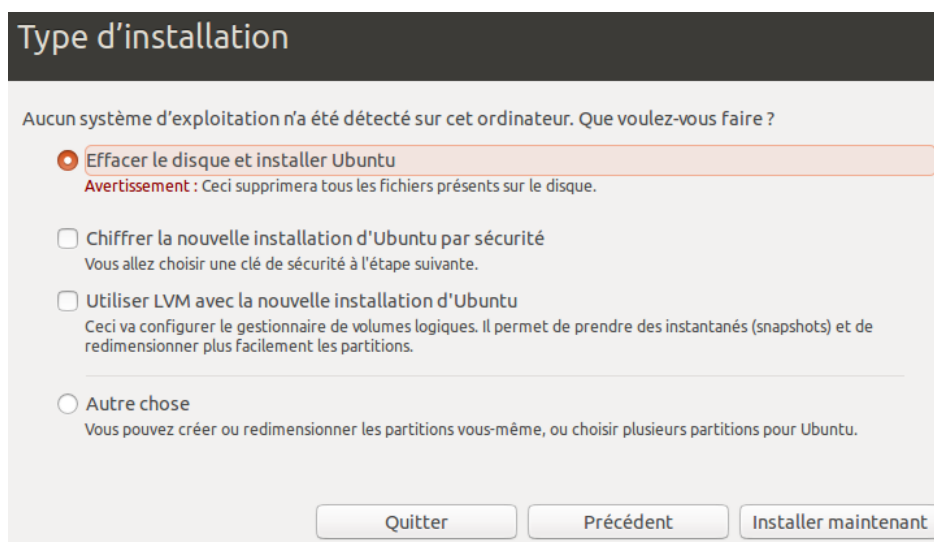 Type d’installation
Aucun système d’exploitation n’a été détecté sur cet ordinateur. Que voulez-vous faire ?
Effacer le disque et installer Ubuntu
Avertissement : Ceci supprimera tous les fichiers présents sur le disque.
Chiffrer la nouvelle installation d'Ubuntu par sécurité
Vous allez choisir une clé de sécurité à l'étape suivante.
Utiliser LVM avec la nouvelle installation d'Ubuntu
Ceci va configurer le gestionnaire de volumes logiques. Il permet de prendre des instantanés (snapshots) et de
redimensionner plus facilement les partitions.
Autre chose
Vous pouvez créer ou redimensionner les partitions vous-même, ou choisir plusieurs partitions pour Ubuntu.
Quitter Précédent Installer maintenant